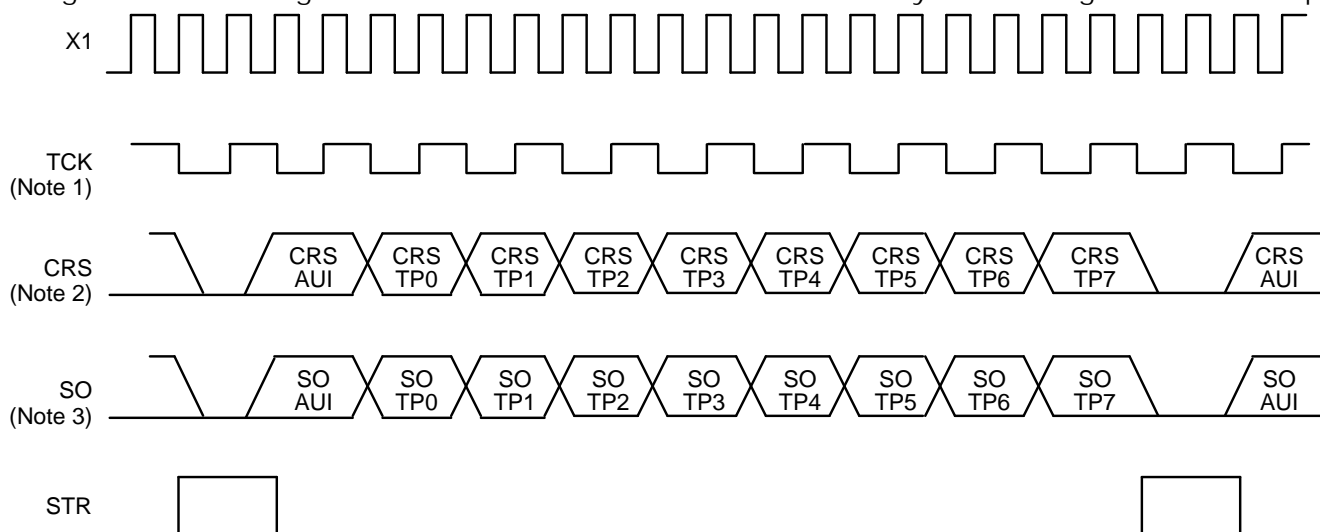 X1
TCK
(Note 1)
CRS
(Note 2)
CRS AUI
CRS TP0
CRS TP1
CRS TP2
CRS TP3
CRS TP4
CRS TP5
CRS TP6
CRS TP7
CRS AUI
SO
(Note 3)
SO AUI
SO TP0
SO TP1
SO TP2
SO TP3
SO TP4
SO TP5
SO TP6
SO TP7
SO AUI
STR